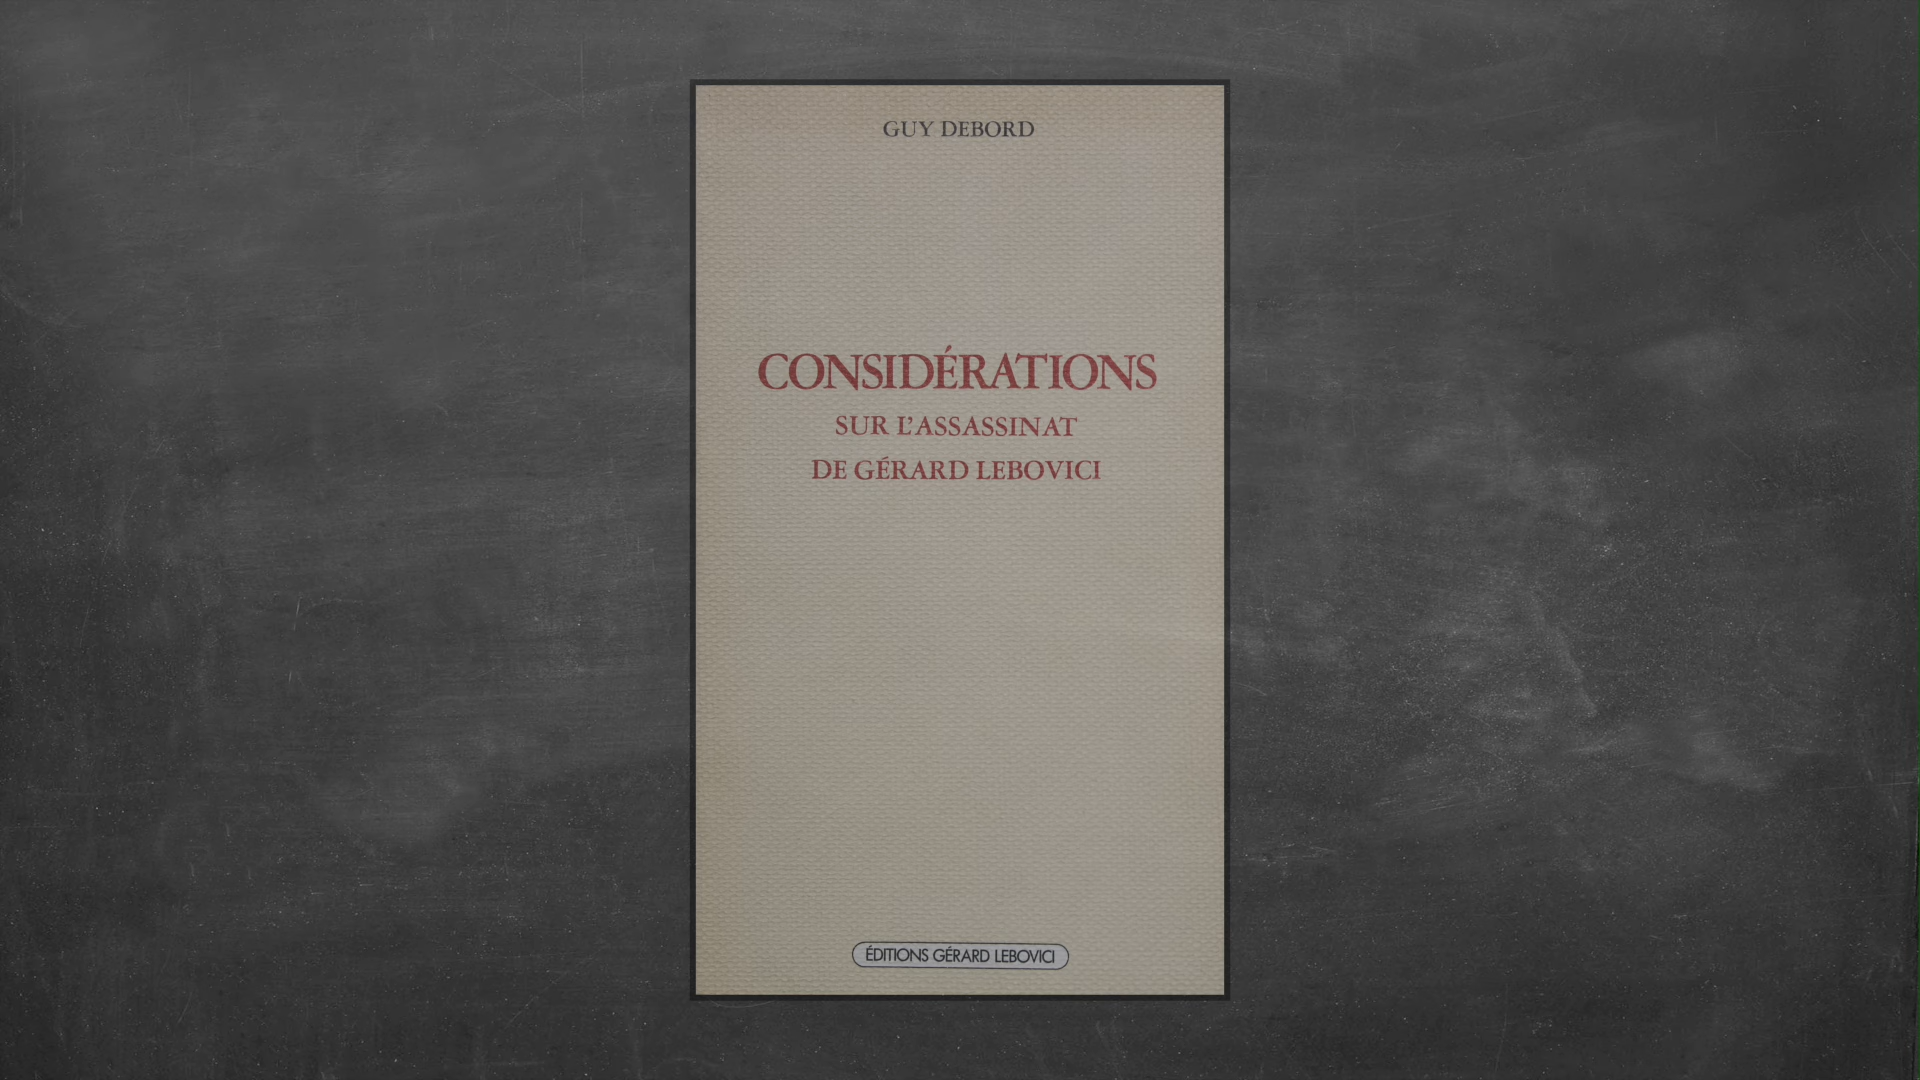 GUY DEBORD
CONSIDÉRATIONS
SUR L'ASSASSINAT
DE GÉRARD LEBOVICI
ÉDITIONS GÉRARD LEBOVICI